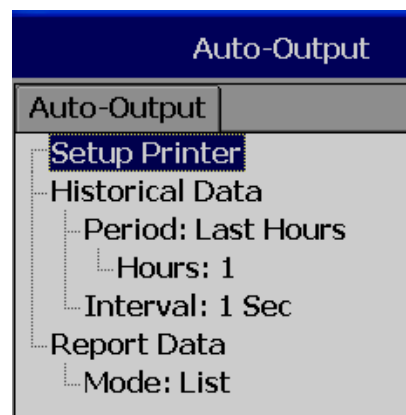 Auto-Output
Auto-Output
Setup Printer
Historical Data
Period: Last Hours
Hours: 1
Interval: 1 Sec
Report Data
Mode: List